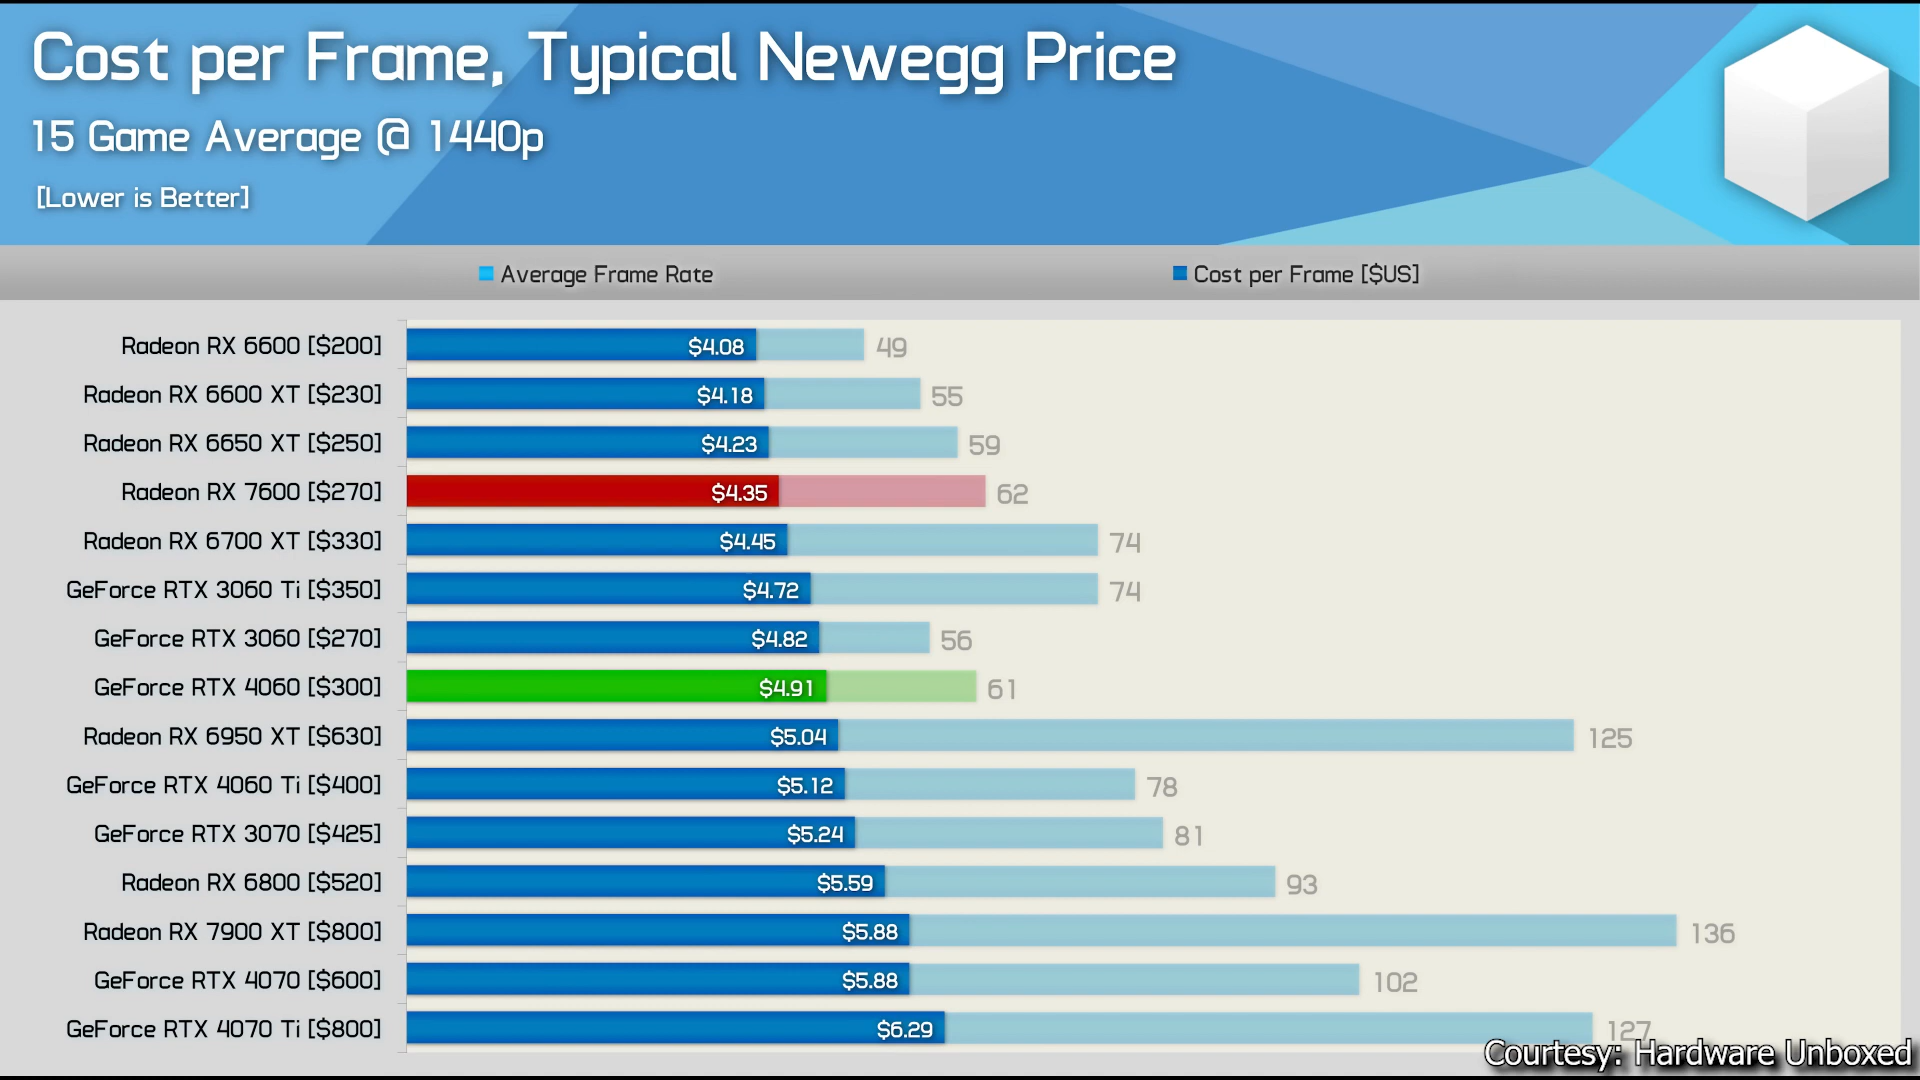 Cost per Frame, Typical Newegg Price
15 Game Average @ 1440p
[Lower is Better]
Average Frame Rate Cost per Frame [$US]
Radeon RX 6600 [$200] $4.08 49
Radeon RX 6600 XT [$230] $4.18 55
Radeon RX 6650 XT [$250] $4.23 59
Radeon RX 7600 [$270] $4.35 62
Radeon RX 6700 XT [$330] $4.45 74
GeForce RTX 3060 Ti [$350] $4.72 74
GeForce RTX 3060 [$270] $4.82 56
GeForce RTX 4060 [$300] $4.91 61
Radeon RX 6950 XT [$630] $5.04 125
GeForce RTX 4060 Ti [$400] $5.12 78
GeForce RTX 3070 [$425] $5.24 81
Radeon RX 6800 [$520] $5.59 93
Radeon RX 7900 XT [$800] $5.88 136
GeForce RTX 4070 [$600] $5.88 102
GeForce RTX 4070 Ti [$800] $6.29 127
Courtesy: Hardware Unboxed